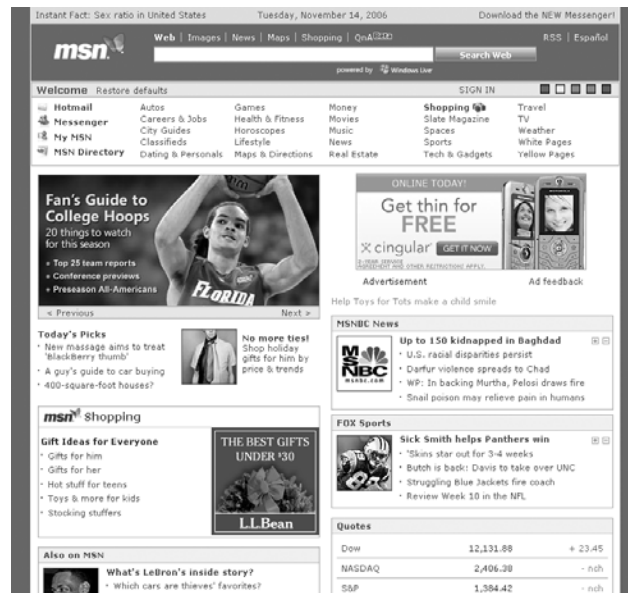 Instant Fact: Sex ratio in United States
Tuesday, November 14, 2006
Download the NEW Messenger!
msn
Web | Images | News | Maps | Shopping | QnA
RSS | Español
Search Web
powered by Windows Live
Welcome Restore defaults
SIGN IN
Hotmail
Messenger
My MSN
MSN Directory
Autos
Careers & Jobs
City Guides
Classifieds
Dating & Personals
Games
Health & Fitness
Horoscopes
Lifestyle
Maps & Directions
Money
Movies
Music
News
Real Estate
Shopping
Slate Magazine
Spaces
Sports
Tech & Gadgets
Travel
TV
Weather
White Pages
Yellow Pages
Fan's Guide to
College Hoops
20 things to watch
for this season
• Top 25 team reports
• Conference previews
• Preseason All-Americans
FLORIDA
< Previous
Next >
Today's Picks
· New massage aims to treat
'BlackBerry thumb'
· A guy's guide to car buying
· 400-square-foot houses?
No more ties!
Shop holiday
gifts for him by
price & trends
msn Shopping
Gift Ideas for Everyone
· Gifts for him
· Gifts for her
· Hot stuff for teens
· Toys & more for kids
· Stocking stuffers
THE BEST GIFTS
UNDER $30
L.L.Bean
Also on MSN
What's LeBron's inside story?
· Which cars are thieves' favorites?
ONLINE TODAY!
Get thin for
FREE
cingular GET IT NOW
2-YEAR SERVICE
AGREEMENT AND OTHER RESTRICTIONS APPLY.
Advertisement
Ad feedback
Help Toys for Tots make a child smile
MSNBC News
MSNBC
msnbc.com
Up to 150 kidnapped in Baghdad
· U.S. racial disparities persist
· Darfur violence spreads to Chad
· WP: In backing Murtha, Pelosi draws fire
· Snail poison may relieve pain in humans
FOX Sports
Sick Smith helps Panthers win
· 'Skins star out for 3-4 weeks
· Butch is back: Davis to take over UNC
· Struggling Blue Jackets fire coach
· Review Week 10 in the NFL
Quotes
Dow 12,131.88 + 23.45
NASDAQ 2,406.38 - nch
S&P 1,384.42 - nch